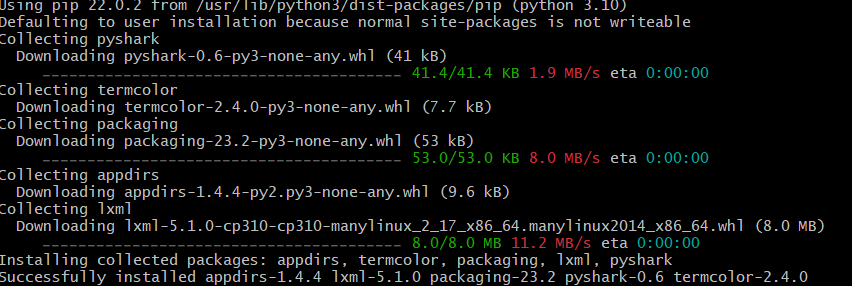 Using pip 22.0.2 from /usr/lib/python3/dist-packages/pip (python 3.10)
Defaulting to user installation because normal site-packages is not writeable
Collecting pyshark
  Downloading pyshark-0.6-py3-none-any.whl (41 kB)
     ---------------------------------------- 41.4/41.4 KB 1.9 MB/s eta 0:00:00
Collecting termcolor
  Downloading termcolor-2.4.0-py3-none-any.whl (7.7 kB)
Collecting packaging
  Downloading packaging-23.2-py3-none-any.whl (53 kB)
     ---------------------------------------- 53.0/53.0 KB 8.0 MB/s eta 0:00:00
Collecting appdirs
  Downloading appdirs-1.4.4-py2.py3-none-any.whl (9.6 kB)
Collecting lxml
  Downloading lxml-5.1.0-cp310-cp310-manylinux_2_17_x86_64.manylinux2014_x86_64.whl (8.0 MB)
     ---------------------------------------- 8.0/8.0 MB 11.2 MB/s eta 0:00:00
Installing collected packages: appdirs, termcolor, packaging, lxml, pyshark
Successfully installed appdirs-1.4.4 lxml-5.1.0 packaging-23.2 pyshark-0.6 termcolor-2.4.0